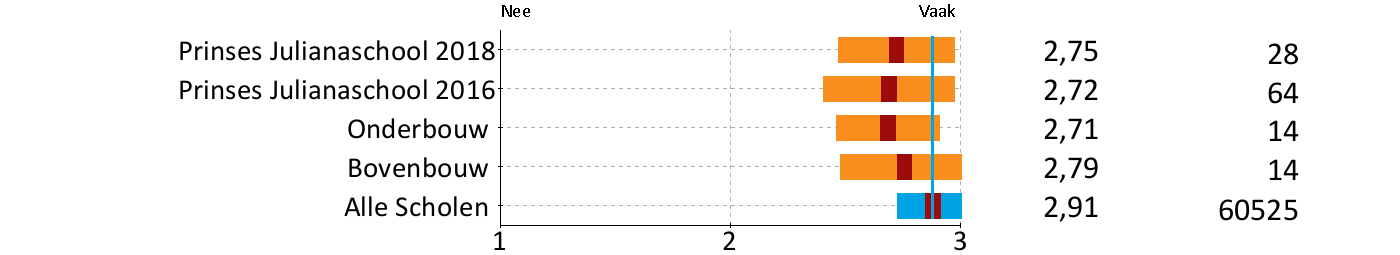 Nee Vaak
Prinses Julianaschool 2018 2,75 28
Prinses Julianaschool 2016 2,72 64
Onderbouw 2,71 14
Bovenbouw 2,79 14
Alle Scholen 2,91 60525
1 2 3